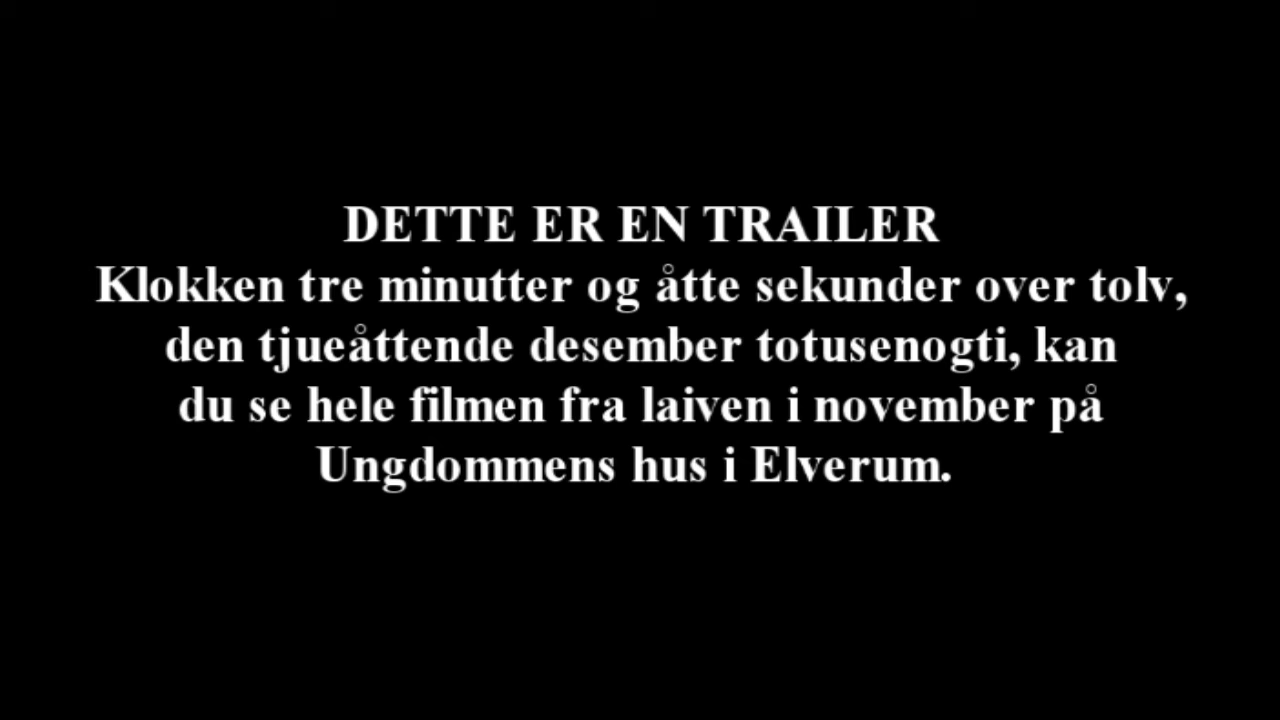 DETTE ER EN TRAILER
Klokken tre minutter og åtte sekunder over tolv,
den tjueåttende desember totusenogti, kan
du se hele filmen fra laiven i november på
Ungdommens hus i Elverum.